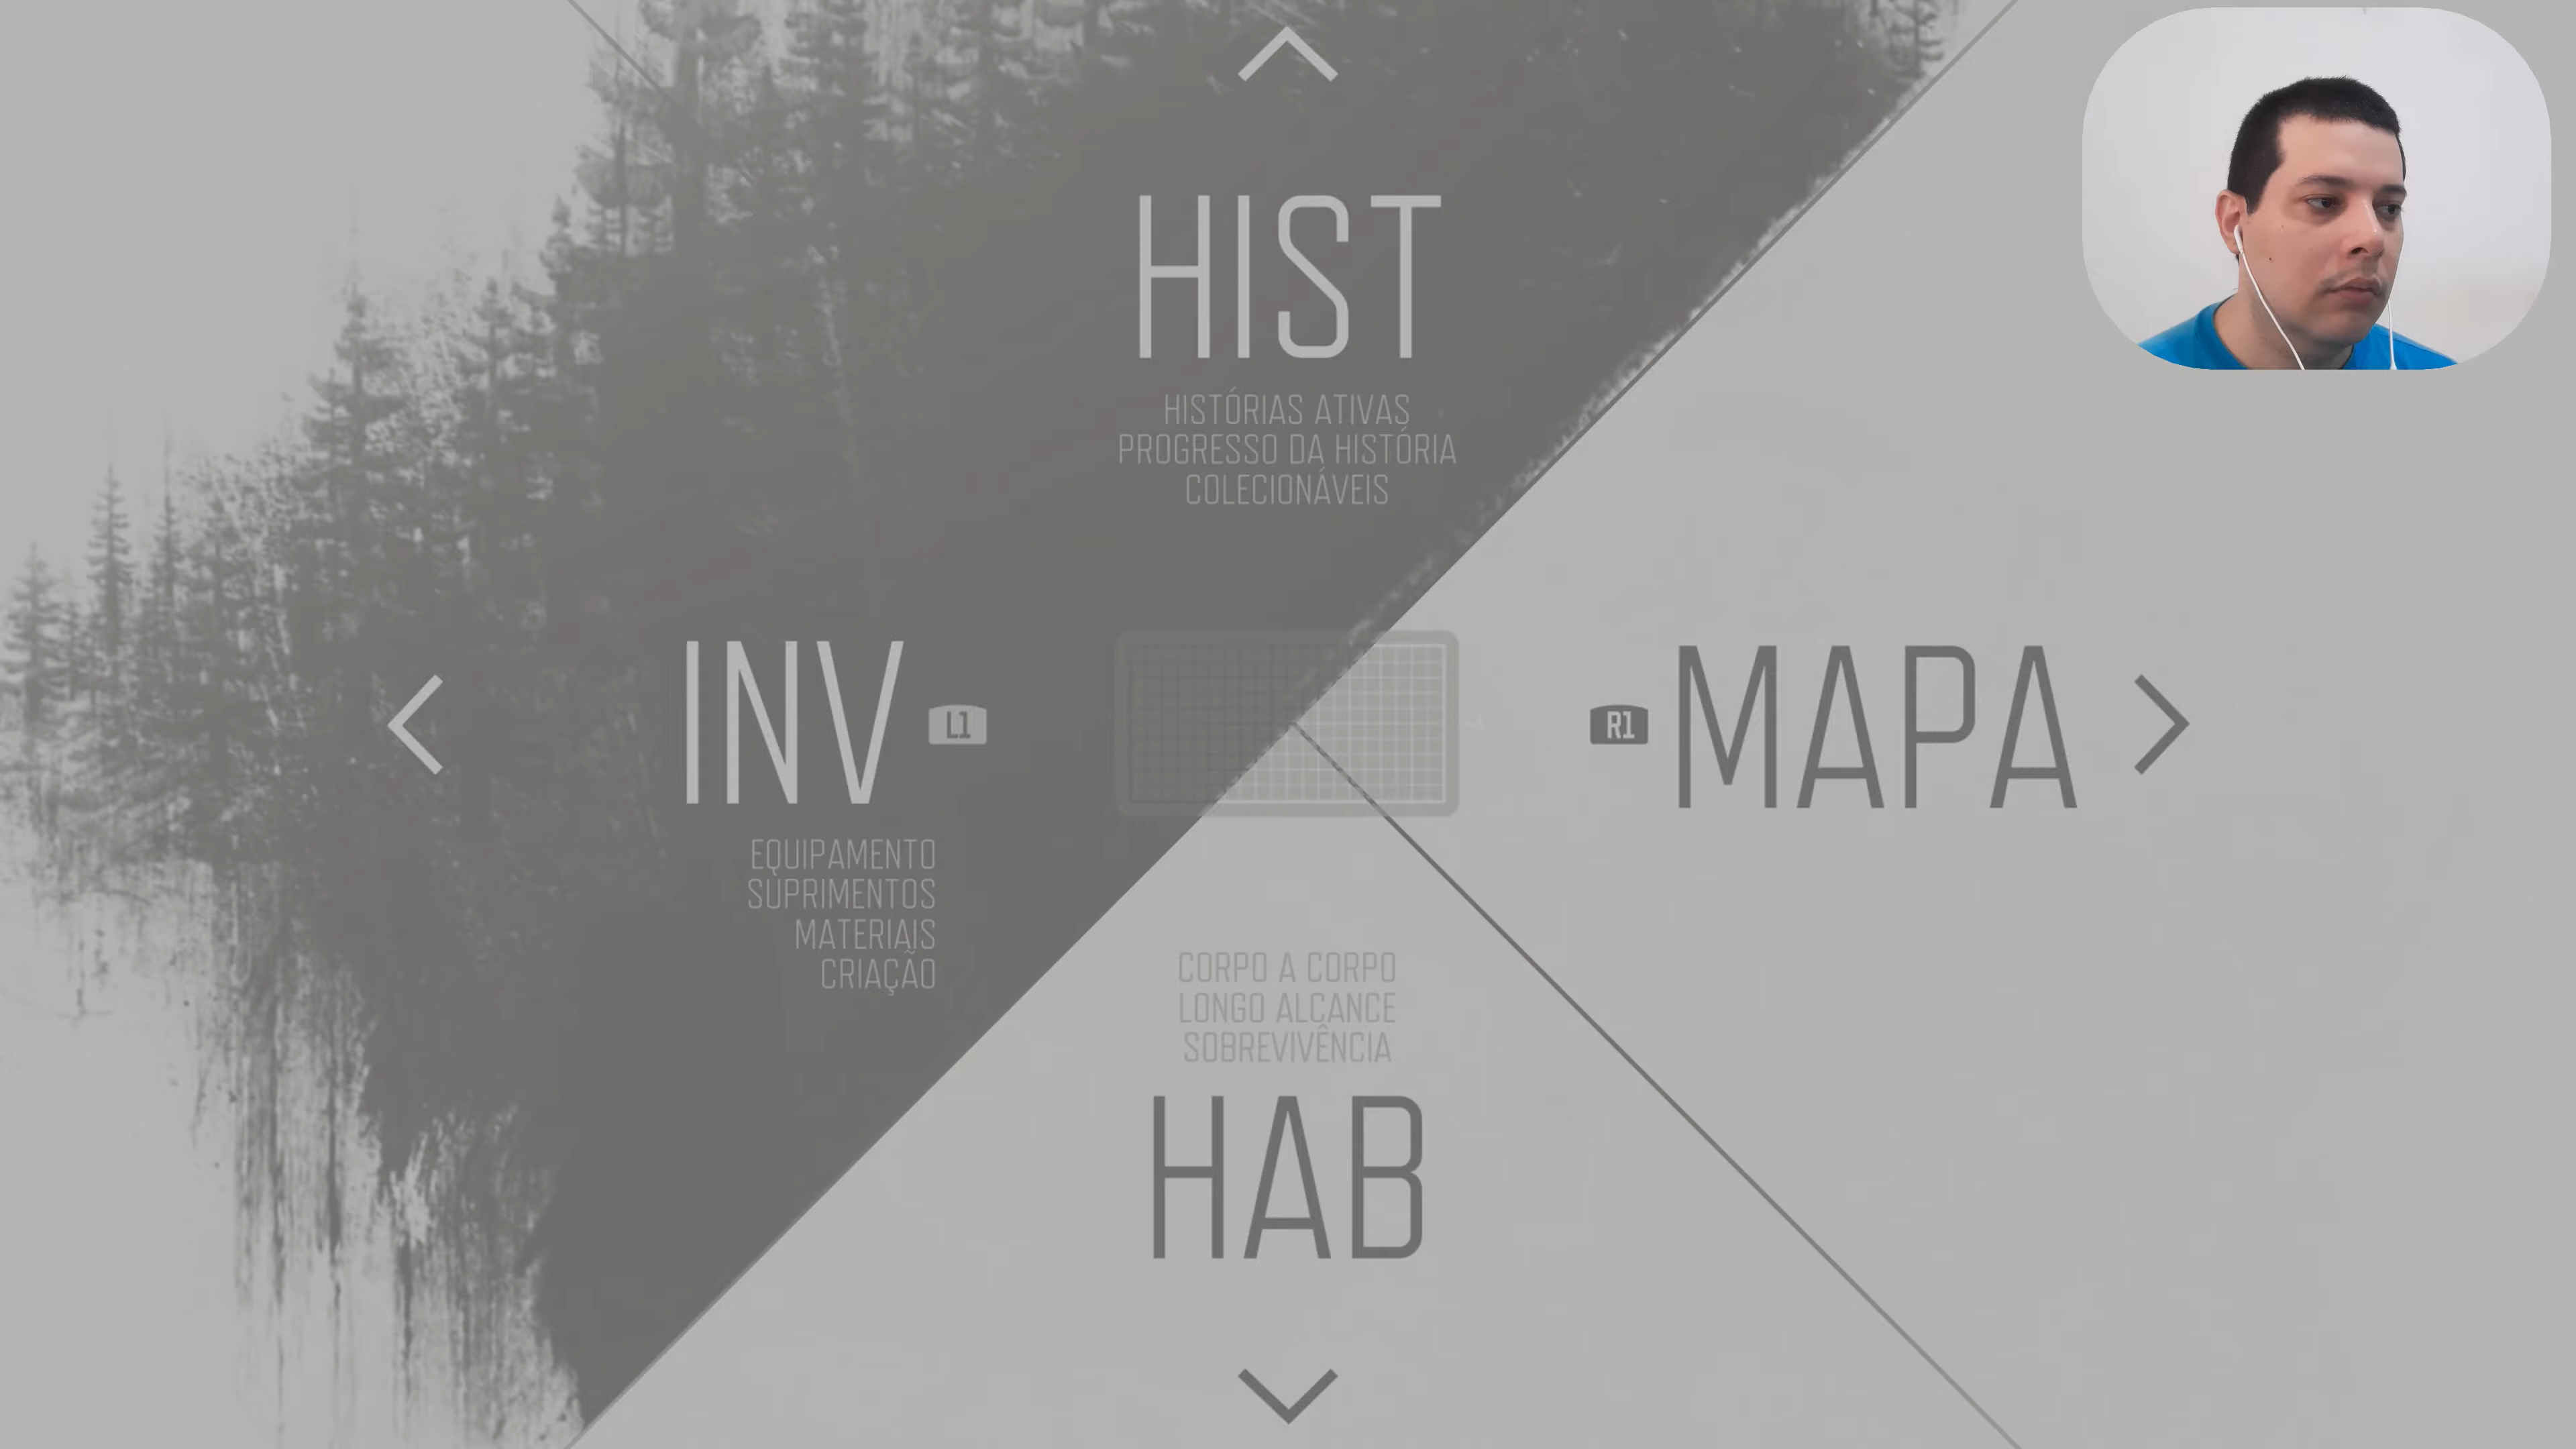 HIST
HISTÓRIAS ATIVAS
PROGRESSO DA HISTÓRIA
COLECIONÁVEIS
INV L1
EQUIPAMENTO
SUPRIMENTOS
MATERIAIS
CRIAÇÃO
R1 MAPA
CORPO A CORPO
LONGO ALCANCE
SOBREVIVÊNCIA
HAB